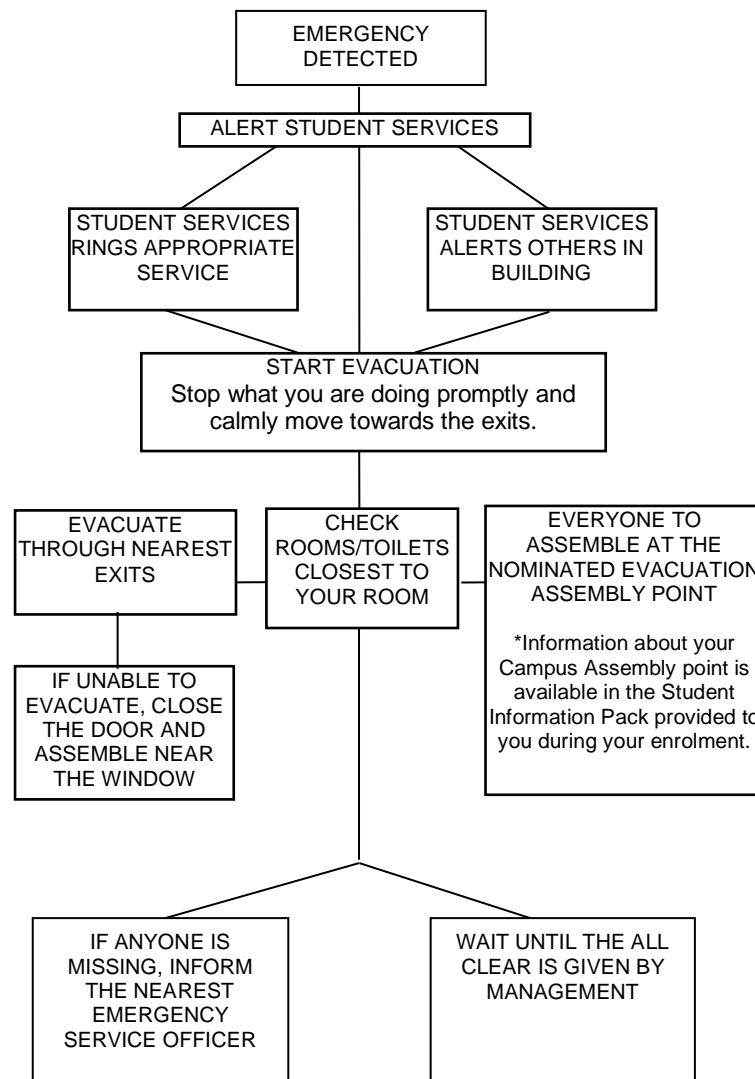 EMERGENCY
DETECTED
ALERT STUDENT SERVICES
STUDENT SERVICES
RINGS APPROPRIATE
SERVICE
STUDENT SERVICES
ALERTS OTHERS IN
BUILDING
START EVACUATION
Stop what you are doing promptly and
calmly move towards the exits.
EVACUATE
THROUGH NEAREST
EXITS
CHECK
ROOMS/TOILETS
CLOSEST TO
YOUR ROOM
EVERYONE TO
ASSEMBLE AT THE
NOMINATED EVACUATION
ASSEMBLY POINT
*Information about your
Campus Assembly point is
available in the Student
Information Pack provided to
you during your enrolment.
IF UNABLE TO
EVACUATE, CLOSE
THE DOOR AND
ASSEMBLE NEAR
THE WINDOW
IF ANYONE IS
MISSING, INFORM
THE NEAREST
EMERGENCY
SERVICE OFFICER
WAIT UNTIL THE ALL
CLEAR IS GIVEN BY
MANAGEMENT